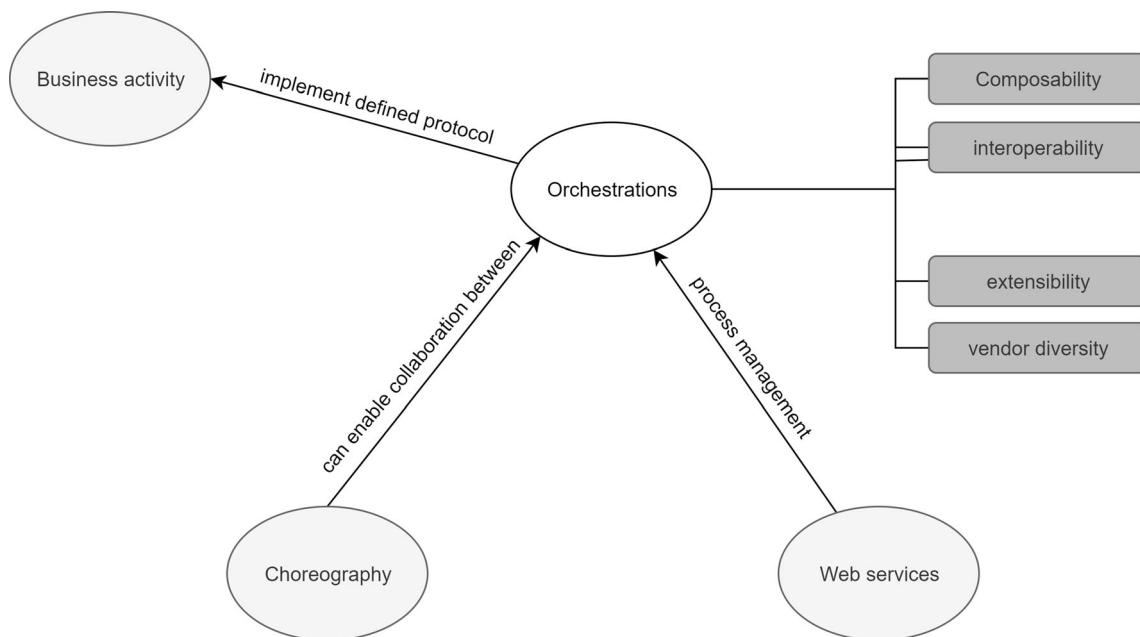 Business activity
implement defined protocol
Composability
interoperability
Orchestrations
extensibility
vendor diversity
can enable collaboration between
process management
Choreography
Web services